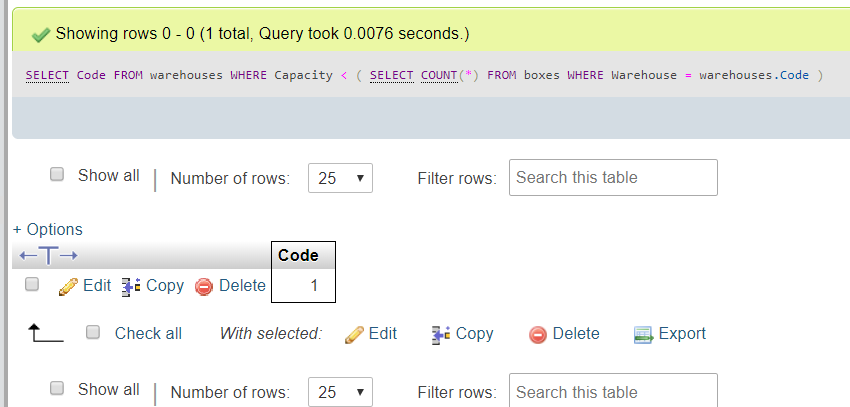 Showing rows 0 - 0 (1 total, Query took 0.0076 seconds.)
SELECT Code FROM warehouses WHERE Capacity < ( SELECT COUNT(*) FROM boxes WHERE Warehouse = warehouses.Code )
Show all | Number of rows: 25 Filter rows: Search this table
+ Options
←T→ Code
Edit Copy Delete 1
Check all With selected: Edit Copy Delete Export
Show all | Number of rows: 25 Filter rows: Search this table